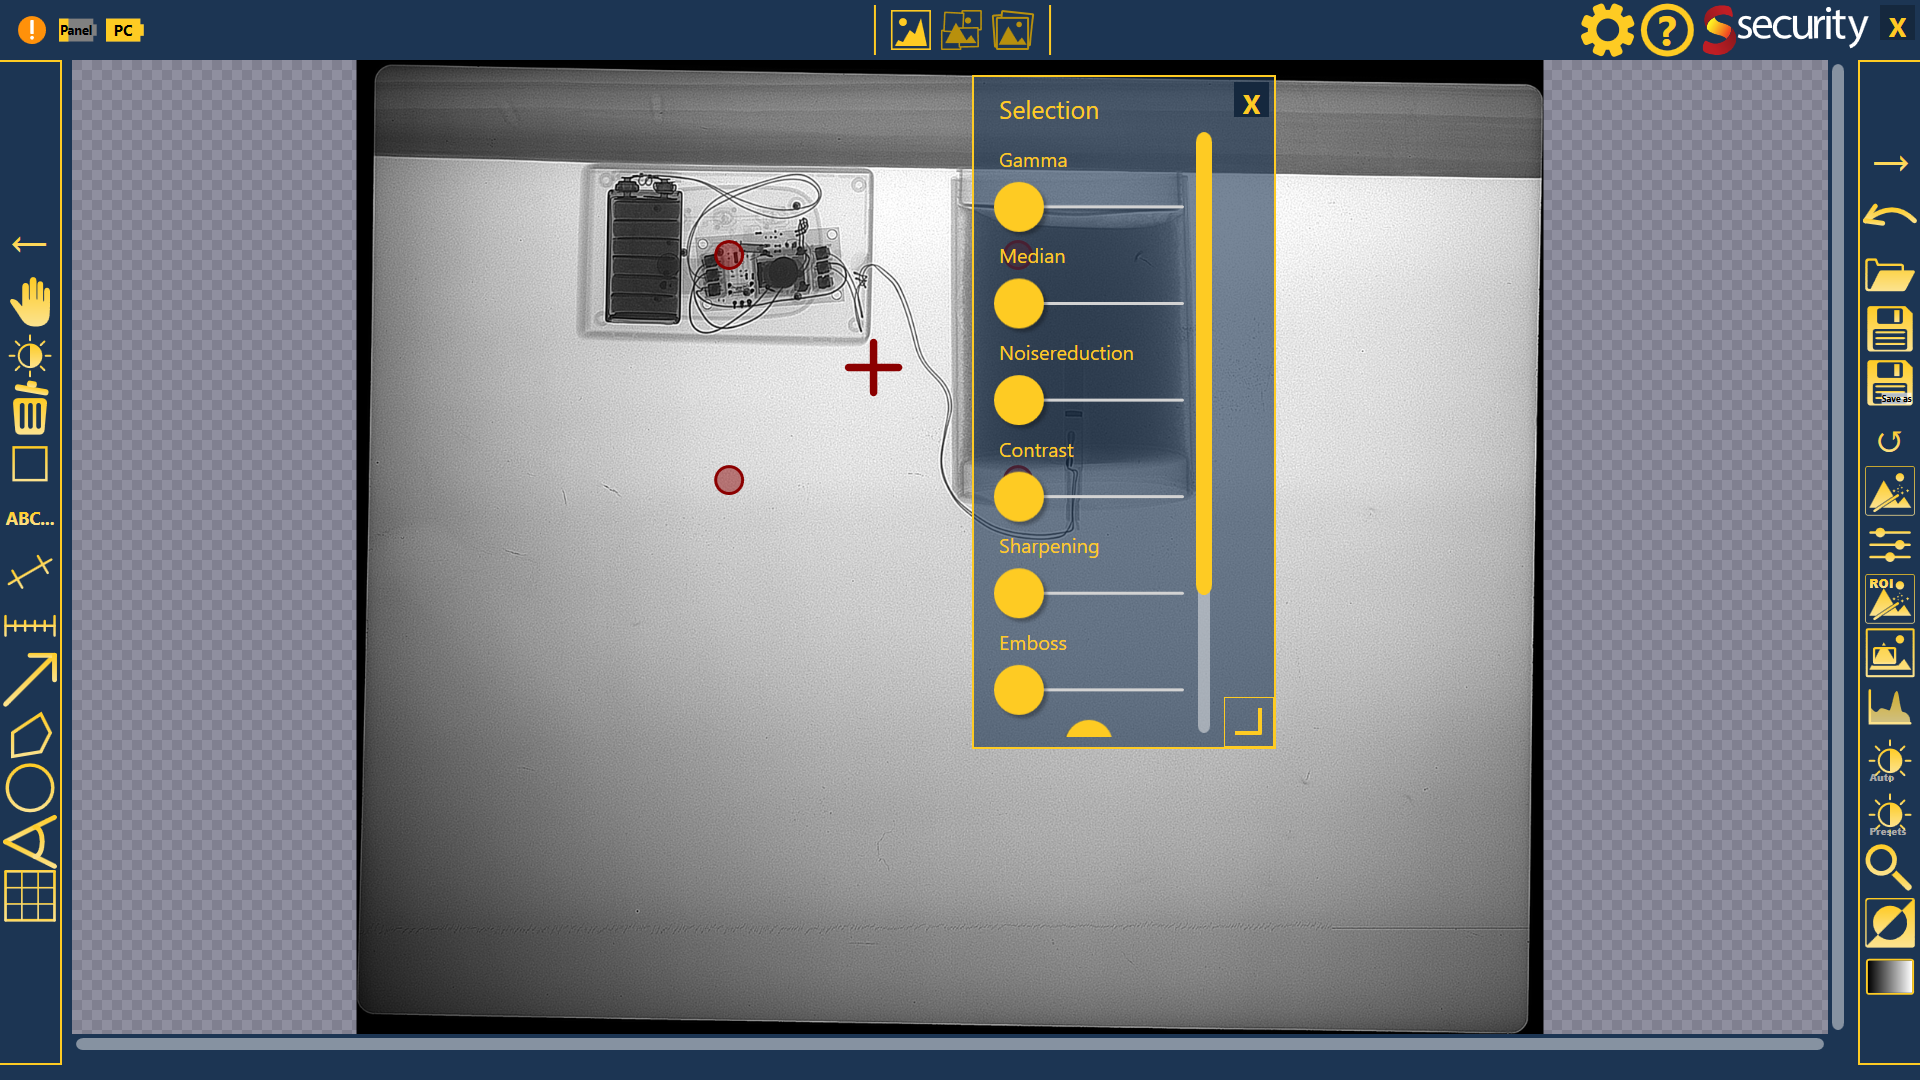 !
Panel
PC
?
security
X
Selection
X
Gamma
Median
Noisereduction
Contrast
Sharpening
Emboss
ABC...
Save as
ROI
Auto
Presets